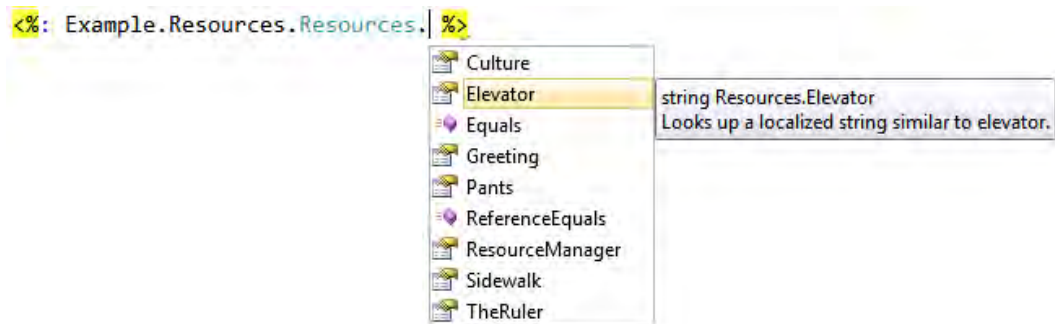 <%: Example.Resources.Resources. %>
Culture
Elevator
string Resources.Elevator
Looks up a localized string similar to elevator.
Equals
Greeting
Pants
ReferenceEquals
ResourceManager
Sidewalk
TheRuler